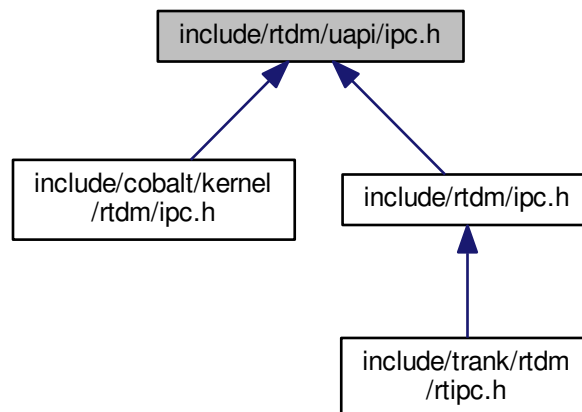 include/rtdm/uapi/ipc.h
include/cobalt/kernel
/rtdm/ipc.h
include/rtdm/ipc.h
include/trank/rtdm
/rtipc.h